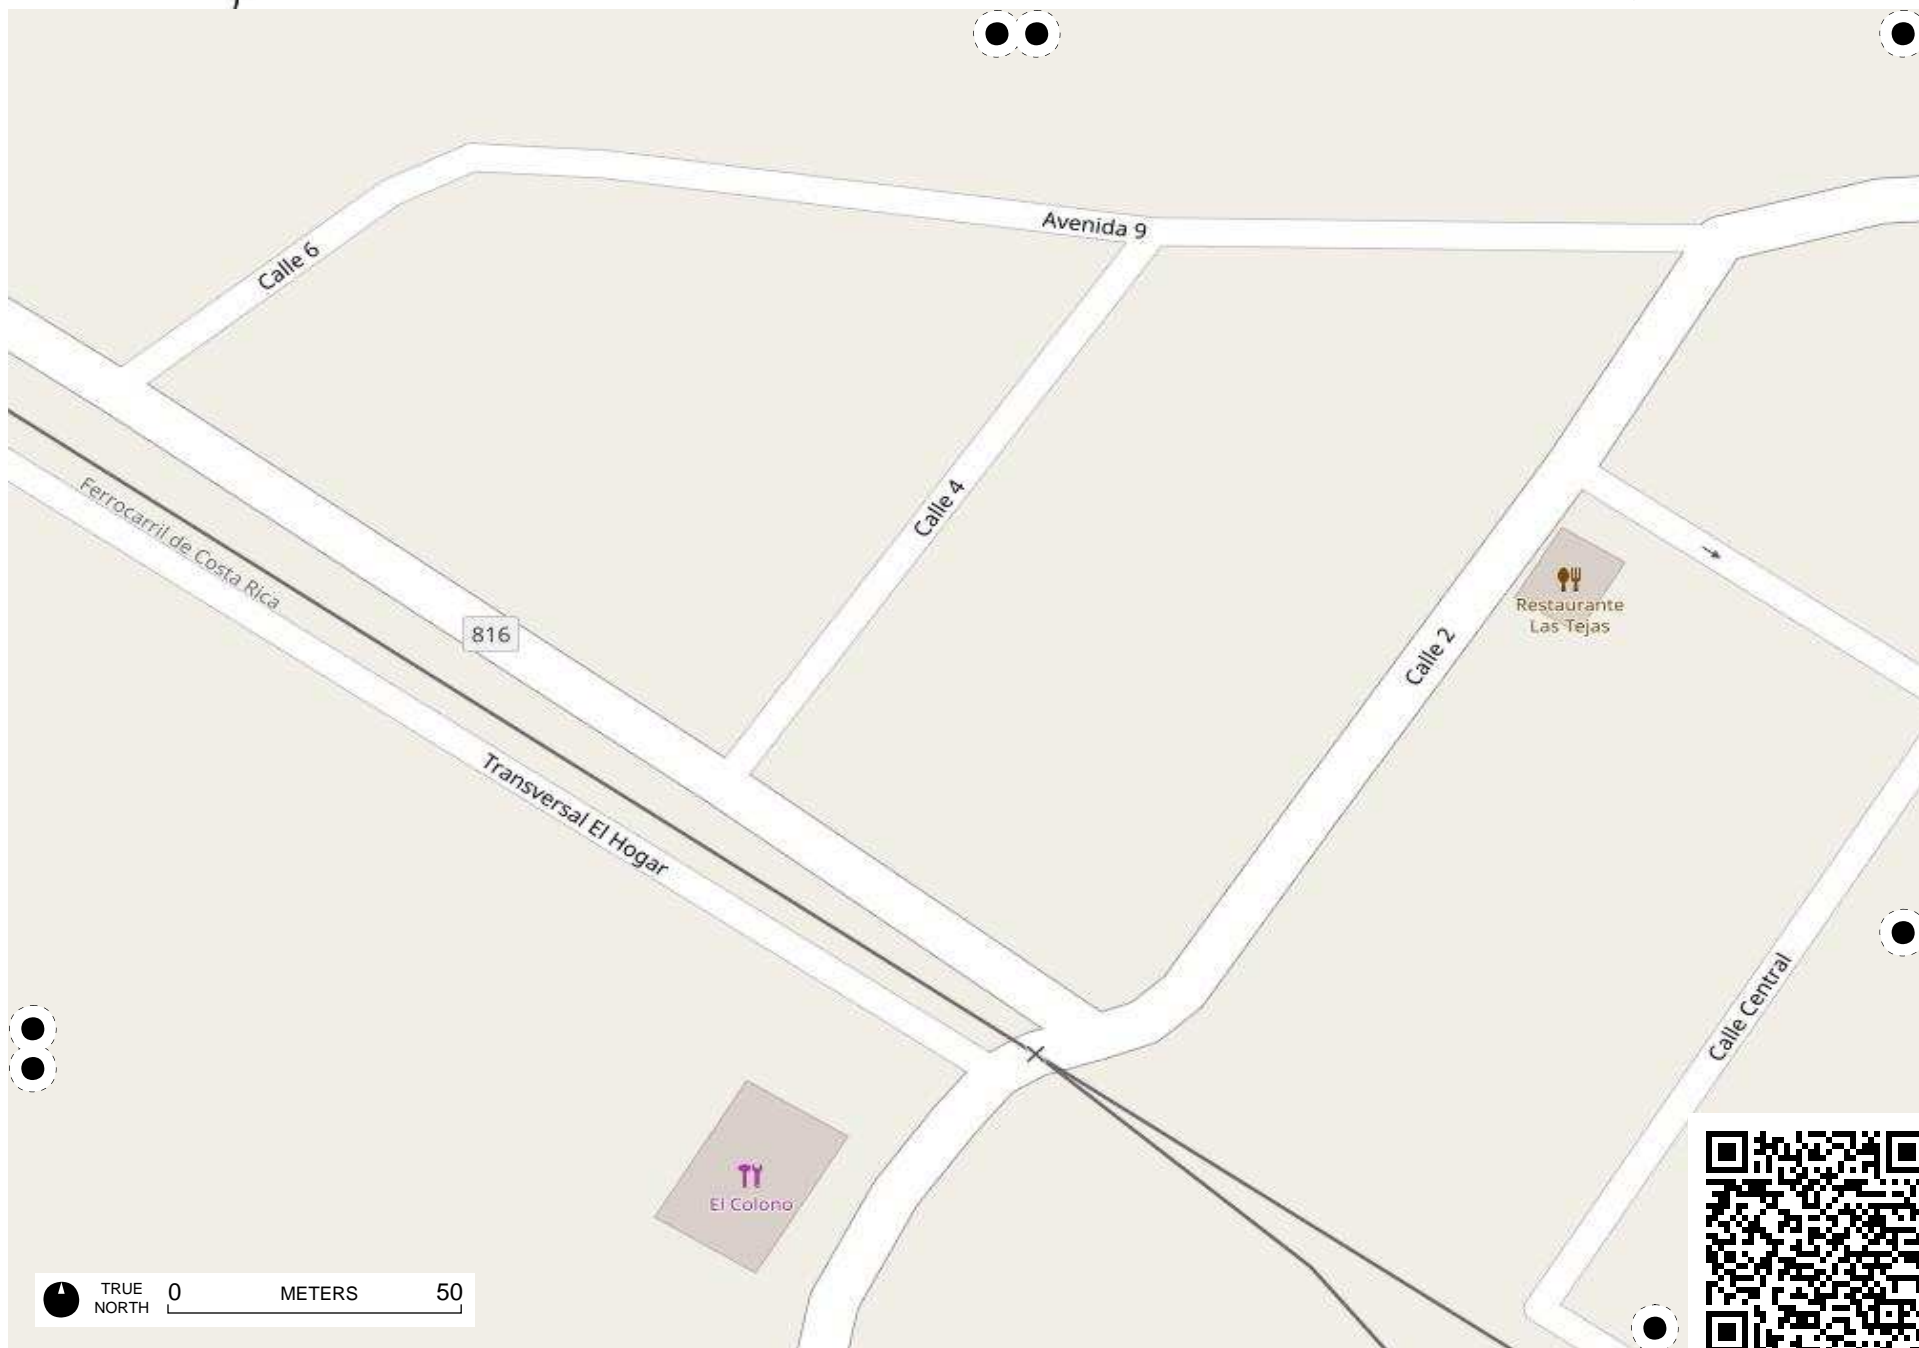 Avenida 9
Calle 6
Calle 4
Ferrocarril de Costa Rica
Restaurante
Las Tejas
816
Calle 2
Transversal El Hogar
Calle Central
El Colono
TRUE
NORTH
0 METERS 50